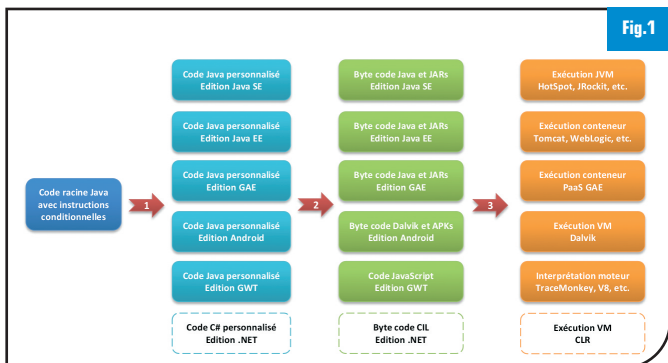 Fig.1
Code racine Java
avec instructions
conditionnelles
1
Code Java personnalisé
Edition Java SE
Code Java personnalisé
Edition Java EE
Code Java personnalisé
Edition GAE
Code Java personnalisé
Edition Android
Code Java personnalisé
Edition GWT
Code C# personnalisé
Edition .NET
2
Byte code Java et JARs
Edition Java SE
Byte code Java et JARs
Edition Java EE
Byte code Java et JARs
Edition GAE
Byte code Dalvik et APKs
Edition Android
Code JavaScript
Edition GWT
Byte code CIL
Edition .NET
3
Exécution JVM
HotSpot, JRockit, etc.
Exécution conteneur
Tomcat, WebLogic, etc.
Exécution conteneur
PaaS GAE
Exécution VM
Dalvik
Interprétation moteur
TraceMonkey, V8, etc.
Exécution VM
CLR